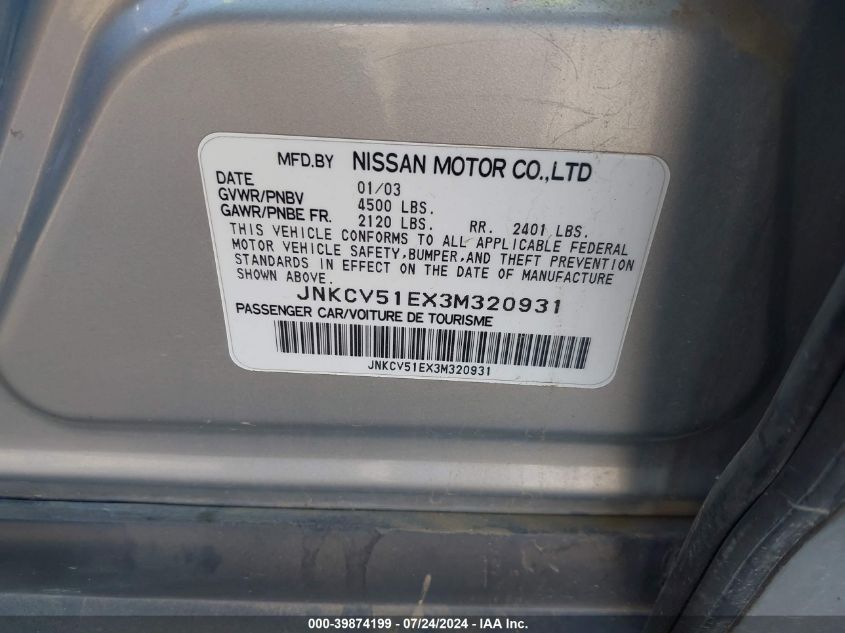 MFD.BY NISSAN MOTOR CO.,LTD
DATE 01/03
GVWR/PNBV 4500 LBS.
GAWR/PNBE FR. 2120 LBS. RR. 2401 LBS.
THIS VEHICLE CONFORMS TO ALL APPLICABLE FEDERAL
MOTOR VEHICLE SAFETY,BUMPER,AND THEFT PREVENTION
STANDARDS IN EFFECT ON THE DATE OF MANUFACTURE
SHOWN ABOVE.
JNKCV51EX3M320931
PASSENGER CAR/VOITURE DE TOURISME
JNKCV51EX3M320931
000-39874199 - 07/24/2024 - IAA Inc.